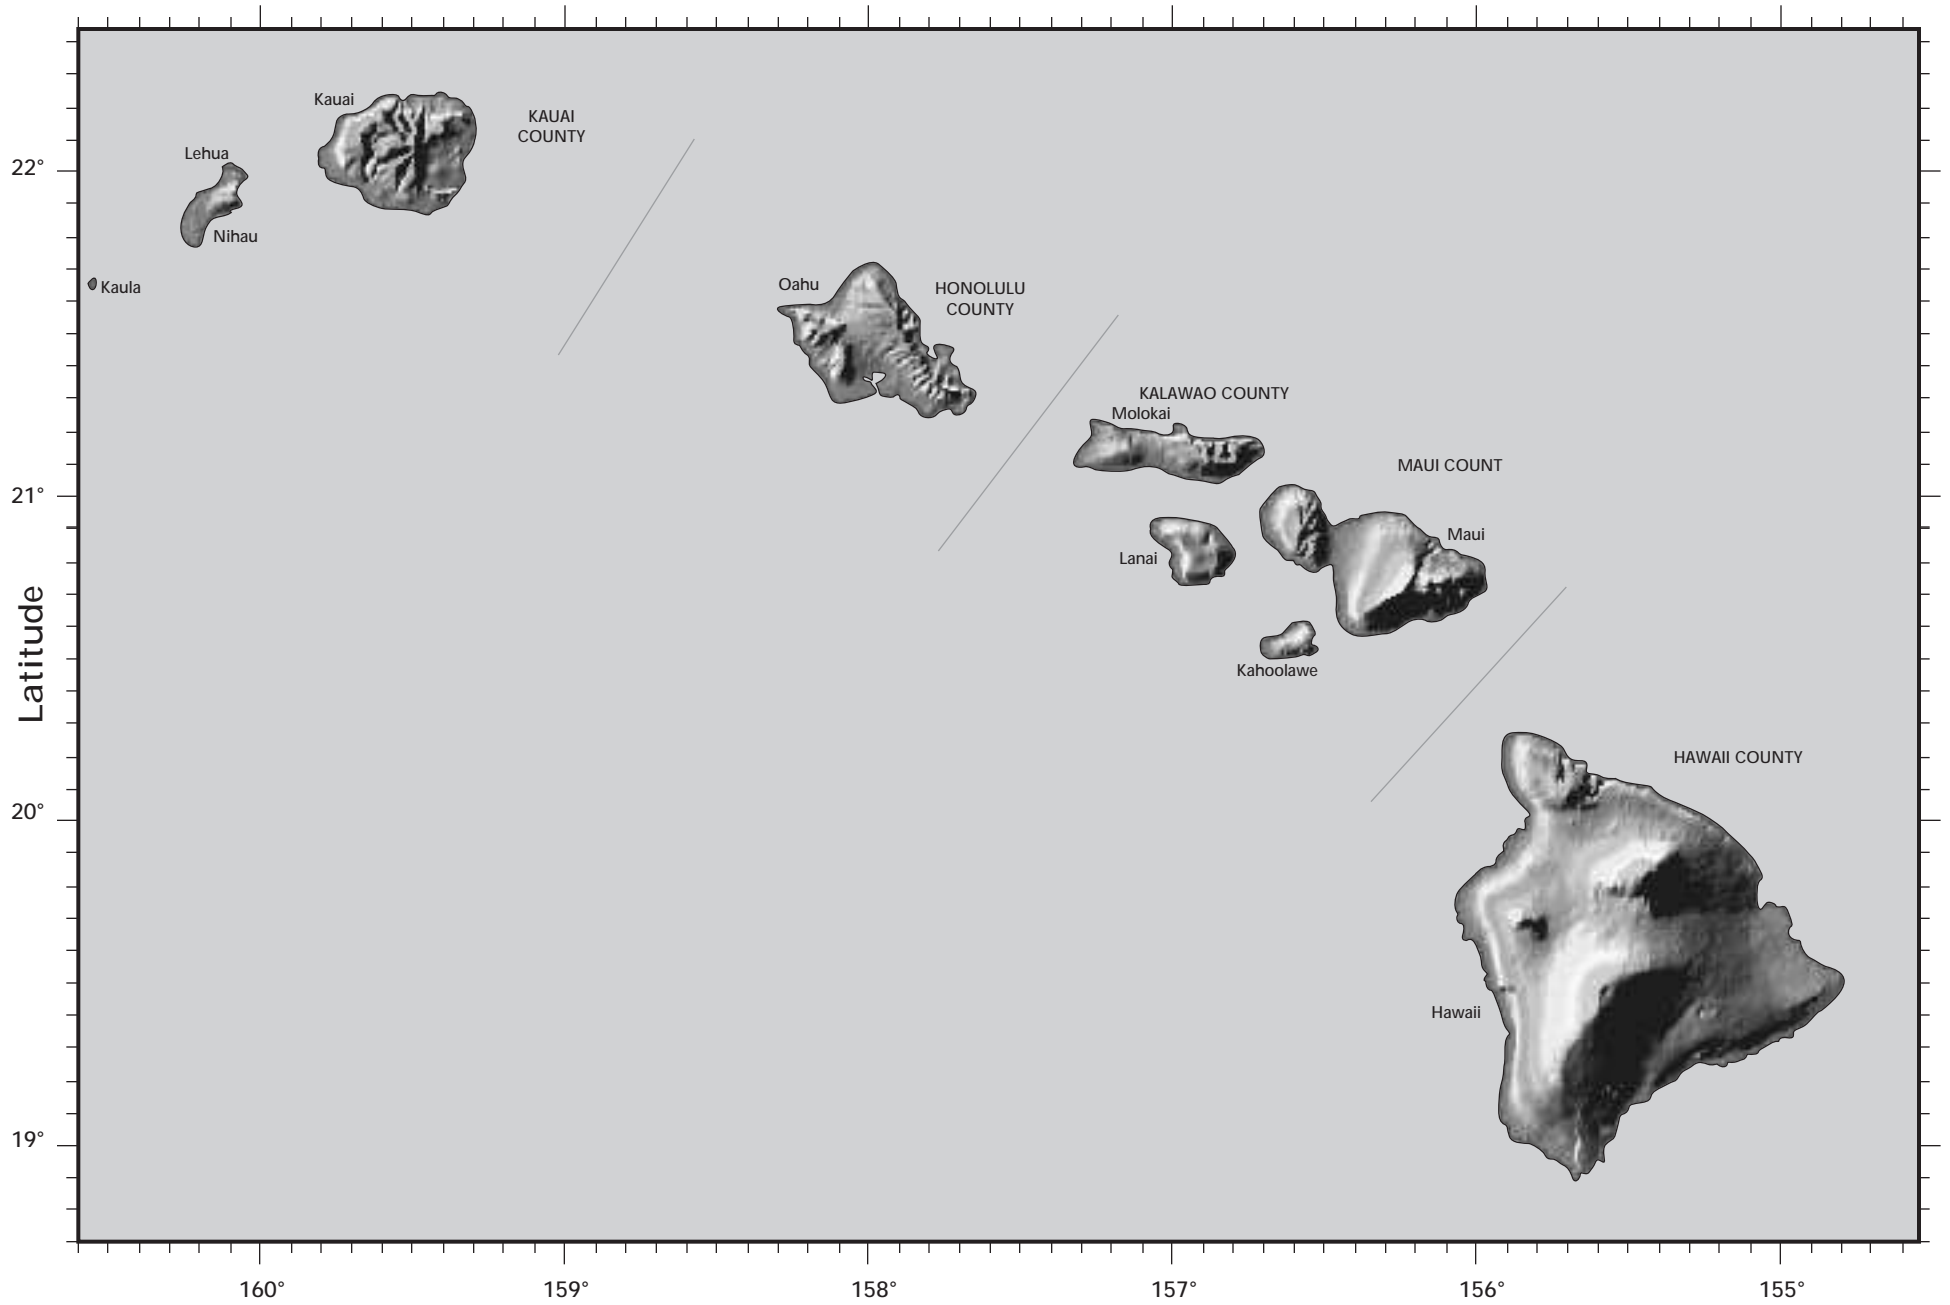 Kauai
KAUAI
COUNTY
Lehua
22°
Nihau
Kaula
Oahu
HONOLULU
COUNTY
KALAWAO COUNTY
Molokai
MAUI COUNT
21°
Maui
Lanai
Latitude
Kahoolawe
HAWAII COUNTY
20°
Hawaii
19°
160°
159°
158°
157°
156°
155°